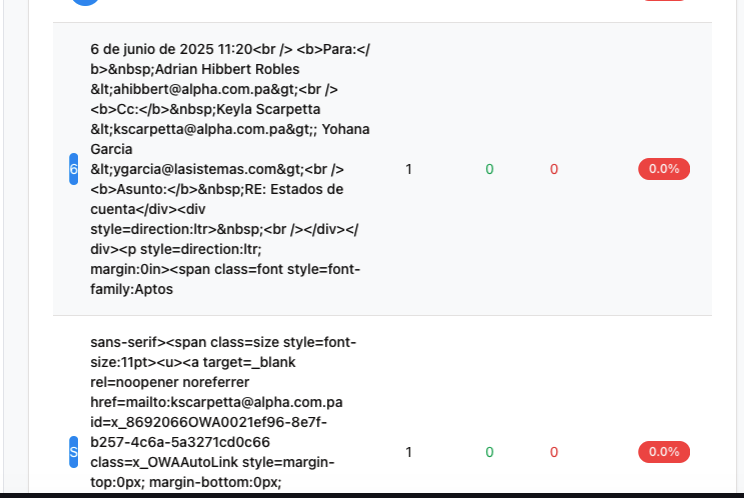 6 de junio de 2025 11:20<br /> <b>Para:</
b>&nbsp;Adrian Hibbert Robles
&lt;ahibbert@alpha.com.pa&gt;<br />
<b>Cc:</b>&nbsp;Keyla Scarpetta
&lt;kscarpetta@alpha.com.pa&gt;; Yohana
Garcia
6 &lt;ygarcia@lasistemas.com&gt;<br /> 1 0 0 0.0%
<b>Asunto:</b>&nbsp;RE: Estados de
cuenta</div><div
style=direction:ltr>&nbsp;<br /></div></
div><p style=direction:ltr;
margin:0in><span class=font style=font-
family:Aptos
sans-serif><span class=size style=font-
size:11pt><u><a target=_blank
rel=noopener noreferrer
href=mailto:kscarpetta@alpha.com.pa
id=x_8692066OWA0021ef96-8e7f-
b257-4c6a-5a3271cd0c66
S class=x_OWAAutoLink style=margin- 1 0 0 0.0%
top:0px; margin-bottom:0px;